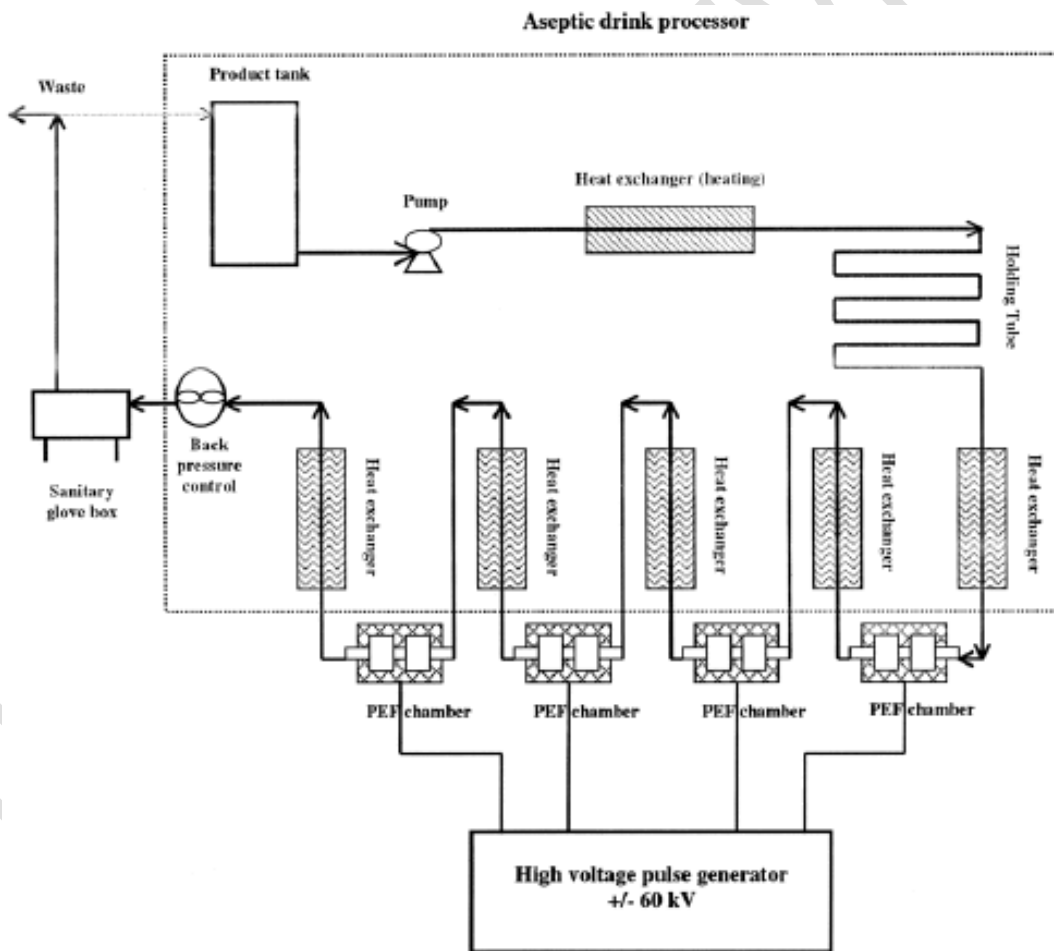 Aseptic drink processor
Waste
Product tank
Pump
Heat exchanger (heating)
Holding Tube
Back
pressure
control
Sanitary
glove box
Heat exchanger
Heat exchanger
Heat exchanger
Heat exchanger
Heat exchanger
PEF chamber
PEF chamber
PEF chamber
PEF chamber
High voltage pulse generator
+/- 60 kV